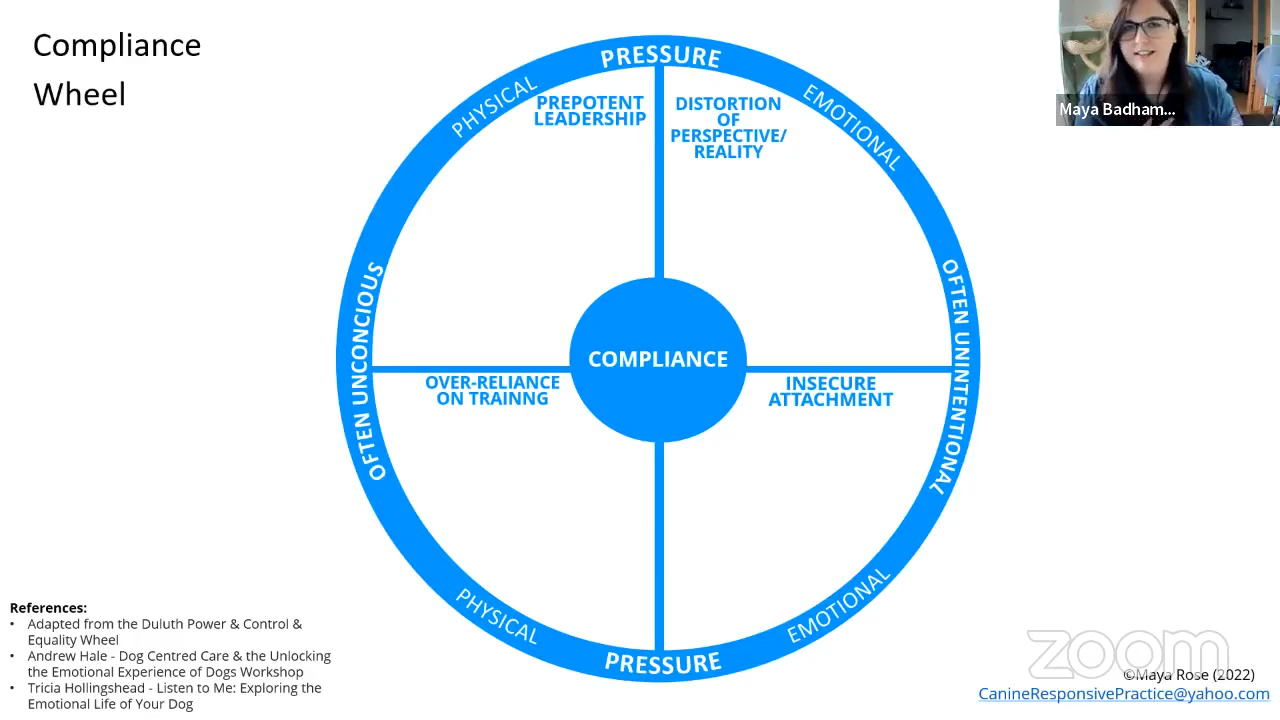 Compliance
Wheel
PRESSURE
PHYSICAL
EMOTIONAL
PREPOTENT
LEADERSHIP
DISTORTION
OF
PERSPECTIVE/
REALITY
Maya Badham...
OFTEN UNCONCIOUS
OFTEN UNINTENTIONAL
COMPLIANCE
OVER-RELIANCE
ON TRAINNG
INSECURE
ATTACHMENT
PHYSICAL
EMOTIONAL
PRESSURE
References:
• Adapted from the Duluth Power & Control &
Equality Wheel
• Andrew Hale - Dog Centred Care & the Unlocking
the Emotional Experience of Dogs Workshop
• Tricia Hollingshead - Listen to Me: Exploring the
Emotional Life of Your Dog
zoom
©Maya Rose (2022)
CanineResponsivePractice@yahoo.com